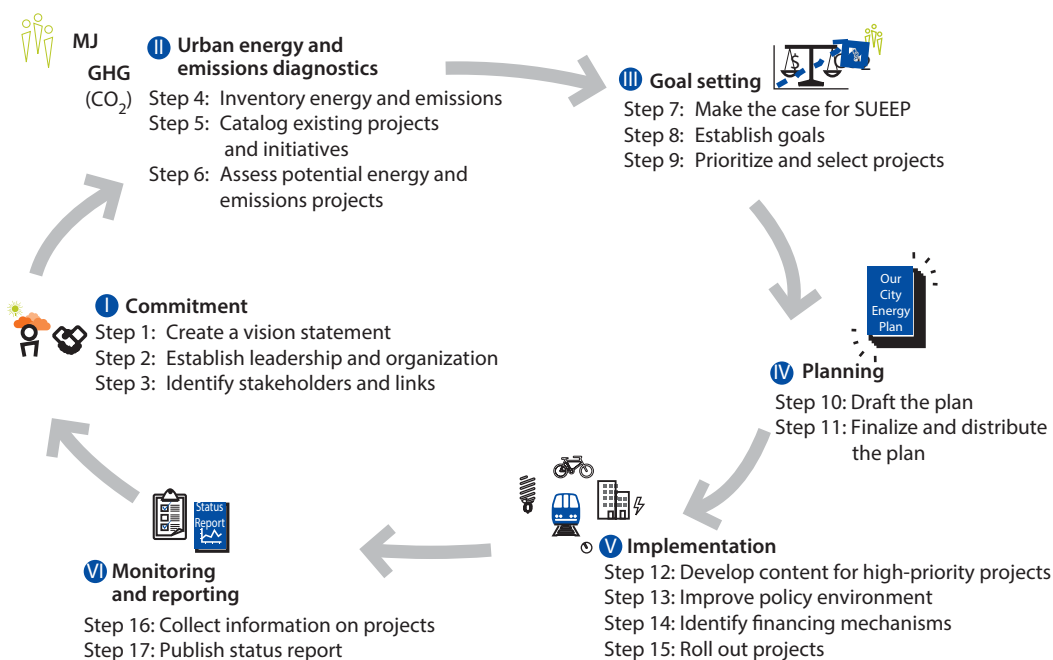 I Commitment
Step 1: Create a vision statement
Step 2: Establish leadership and organization
Step 3: Identify stakeholders and links
MJ
GHG
(CO2)
II Urban energy and
emissions diagnostics
Step 4: Inventory energy and emissions
Step 5: Catalog existing projects
and initiatives
Step 6: Assess potential energy and
emissions projects
$
III Goal setting
Step 7: Make the case for SUEEP
Step 8: Establish goals
Step 9: Prioritize and select projects
Our
City
Energy
Plan
IV Planning
Step 10: Draft the plan
Step 11: Finalize and distribute
the plan
V Implementation
Step 12: Develop content for high-priority projects
Step 13: Improve policy environment
Step 14: Identify financing mechanisms
Step 15: Roll out projects
Status
Report
VI Monitoring
and reporting
Step 16: Collect information on projects
Step 17: Publish status report